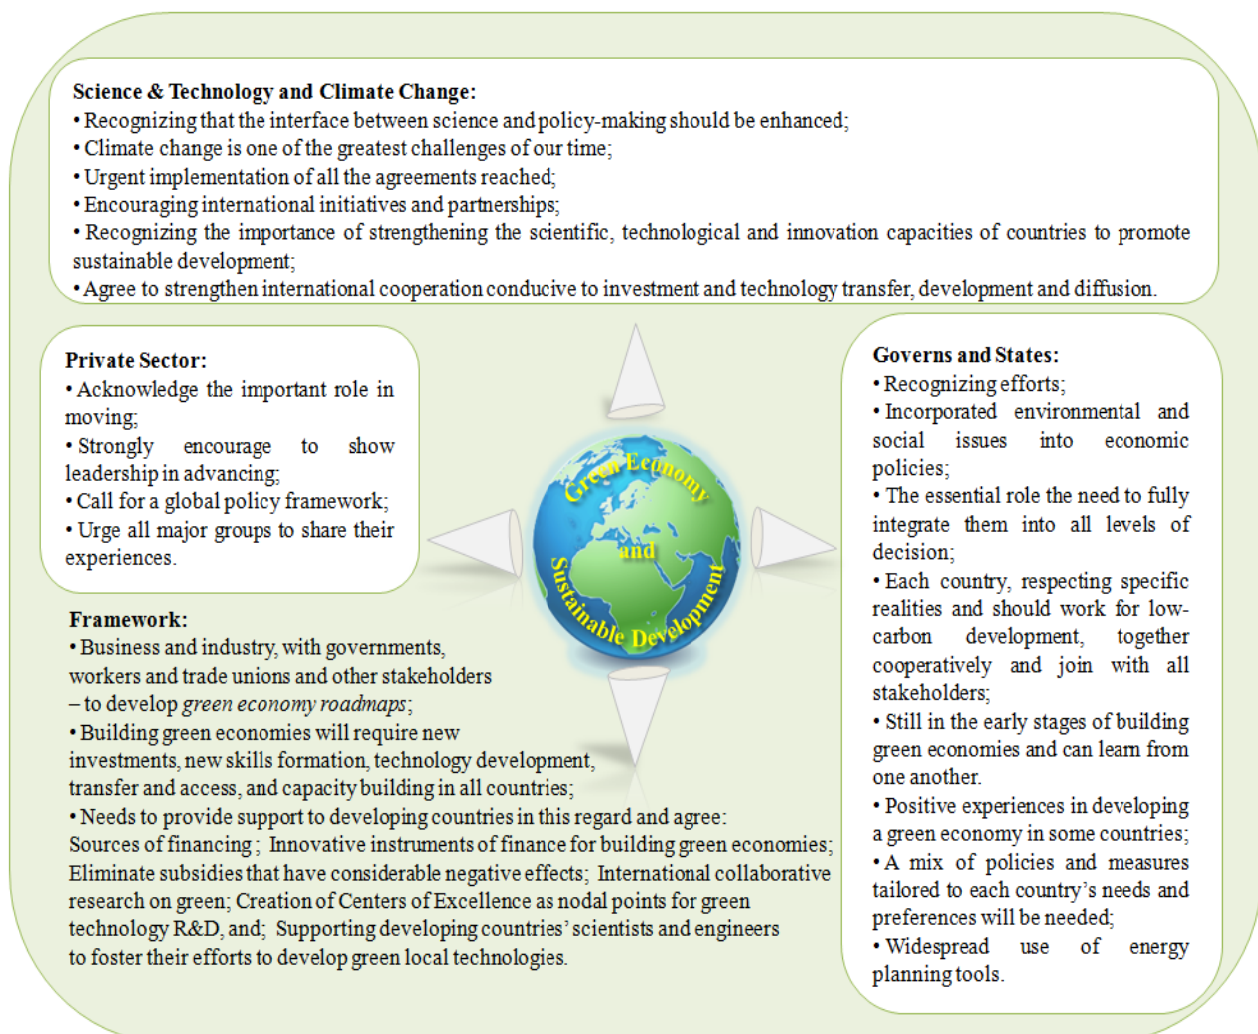 Science & Technology and Climate Change:
• Recognizing that the interface between science and policy-making should be enhanced;
• Climate change is one of the greatest challenges of our time;
• Urgent implementation of all the agreements reached;
• Encouraging international initiatives and partnerships;
• Recognizing the importance of strengthening the scientific, technological and innovation capacities of countries to promote
sustainable development;
• Agree to strengthen international cooperation conducive to investment and technology transfer, development and diffusion.
Private Sector:
• Acknowledge the important role in
moving;
• Strongly encourage to show
leadership in advancing;
• Call for a global policy framework;
• Urge all major groups to share their
experiences.
Green Economy
and
Sustainable Development
Governs and States:
• Recognizing efforts;
• Incorporated environmental and
social issues into economic
policies;
• The essential role the need to fully
integrate them into all levels of
decision;
• Each country, respecting specific
realities and should work for low-
carbon development, together
cooperatively and join with all
stakeholders;
• Still in the early stages of building
green economies and can learn from
one another.
• Positive experiences in developing
a green economy in some countries;
• A mix of policies and measures
tailored to each country’s needs and
preferences will be needed;
• Widespread use of energy
planning tools.
Framework:
• Business and industry, with governments,
workers and trade unions and other stakeholders
– to develop green economy roadmaps;
• Building green economies will require new
investments, new skills formation, technology development,
transfer and access, and capacity building in all countries;
• Needs to provide support to developing countries in this regard and agree:
Sources of financing ; Innovative instruments of finance for building green economies;
Eliminate subsidies that have considerable negative effects; International collaborative
research on green; Creation of Centers of Excellence as nodal points for green
technology R&D, and; Supporting developing countries’ scientists and engineers
to foster their efforts to develop green local technologies.